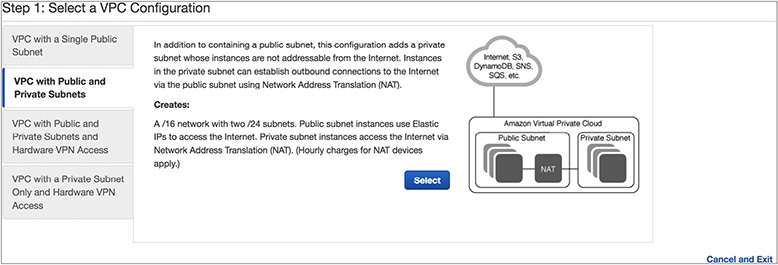 Step 1: Select a VPC Configuration
VPC with a Single Public
Subnet
VPC with Public and
Private Subnets
VPC with Public and
Private Subnets and
Hardware VPN Access
VPC with a Private Subnet
Only and Hardware VPN
Access
In addition to containing a public subnet, this configuration adds a private
subnet whose instances are not addressable from the Internet. Instances
in the private subnet can establish outbound connections to the Internet
via the public subnet using Network Address Translation (NAT).
Creates:
A /16 network with two /24 subnets. Public subnet instances use Elastic
IPs to access the Internet. Private subnet instances access the Internet via
Network Address Translation (NAT). (Hourly charges for NAT devices
apply.)
Select
Internet, S3,
DynamoDB, SNS,
SQS, etc.
Amazon Virtual Private Cloud
Public Subnet
Private Subnet
NAT
Cancel and Exit